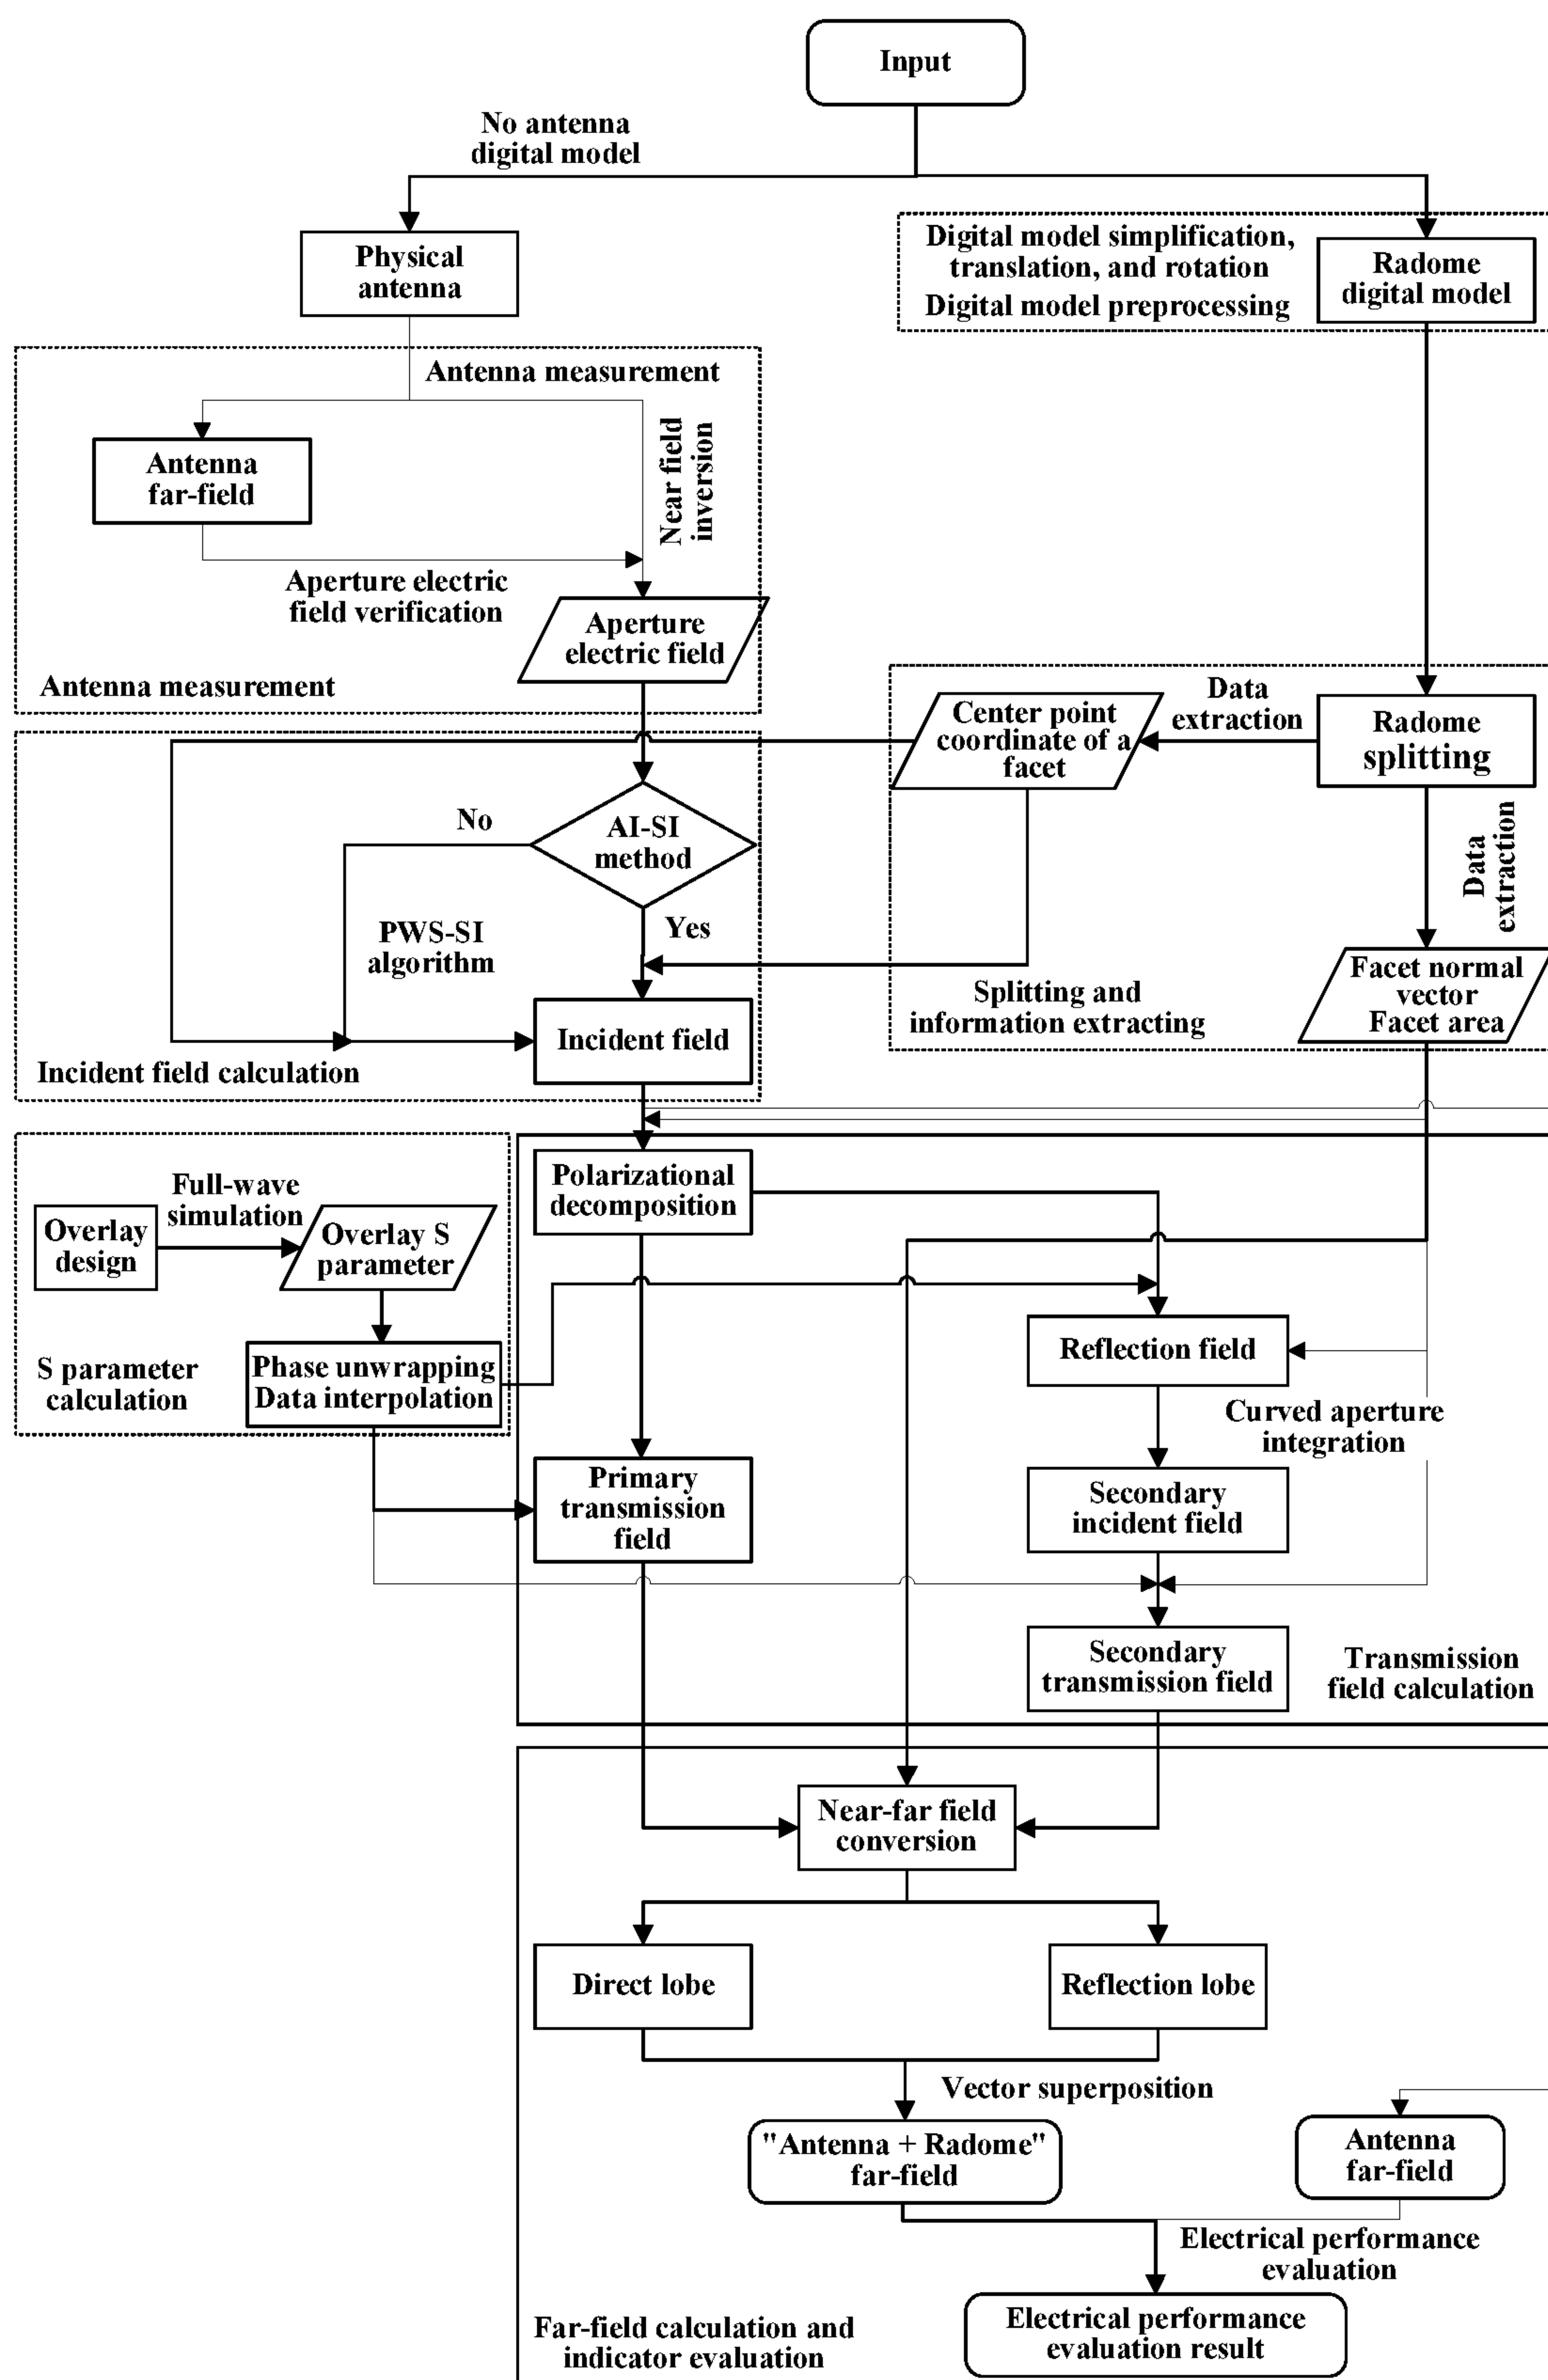 Input
No antenna
digital model
Physical
antenna
Digital model simplification,
translation, and rotation
Digital model preprocessing
Radome
digital model
Antenna measurement
Near field
inversion
Antenna
far-field
Aperture electric
field verification
Aperture
electric field
Antenna measurement
Center point
coordinate of a
facet
Data
extraction
Radome
splitting
No
AI-SI
method
Data
extraction
PWS-SI
algorithm
Yes
Facet normal
vector
Facet area
Splitting and
information extracting
Incident field
Incident field calculation
Polarizational
decomposition
Full-wave
simulation
Overlay
design
Overlay S
parameter
S parameter
calculation
Phase unwrapping
Data interpolation
Reflection field
Curved aperture
integration
Primary
transmission
field
Secondary
incident field
Secondary
transmission field
Transmission
field calculation
Near-far field
conversion
Direct lobe
Reflection lobe
Vector superposition
"Antenna + Radome"
far-field
Antenna
far-field
Electrical performance
evaluation
Electrical performance
evaluation result
Far-field calculation and
indicator evaluation